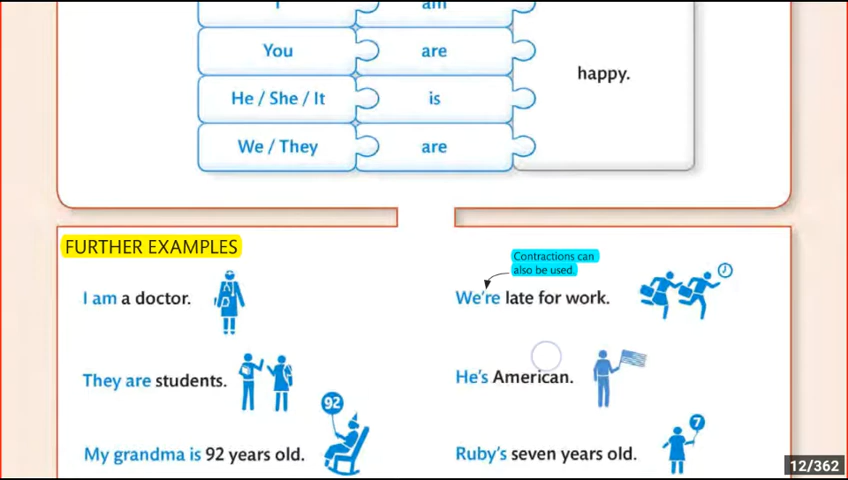 I am
You are
He / She / It is
happy.
We / They are
FURTHER EXAMPLES
I am a doctor.
They are students.
92
My grandma is 92 years old.
Contractions can
also be used.
We're late for work.
He's American.
7
Ruby's seven years old.
12/362